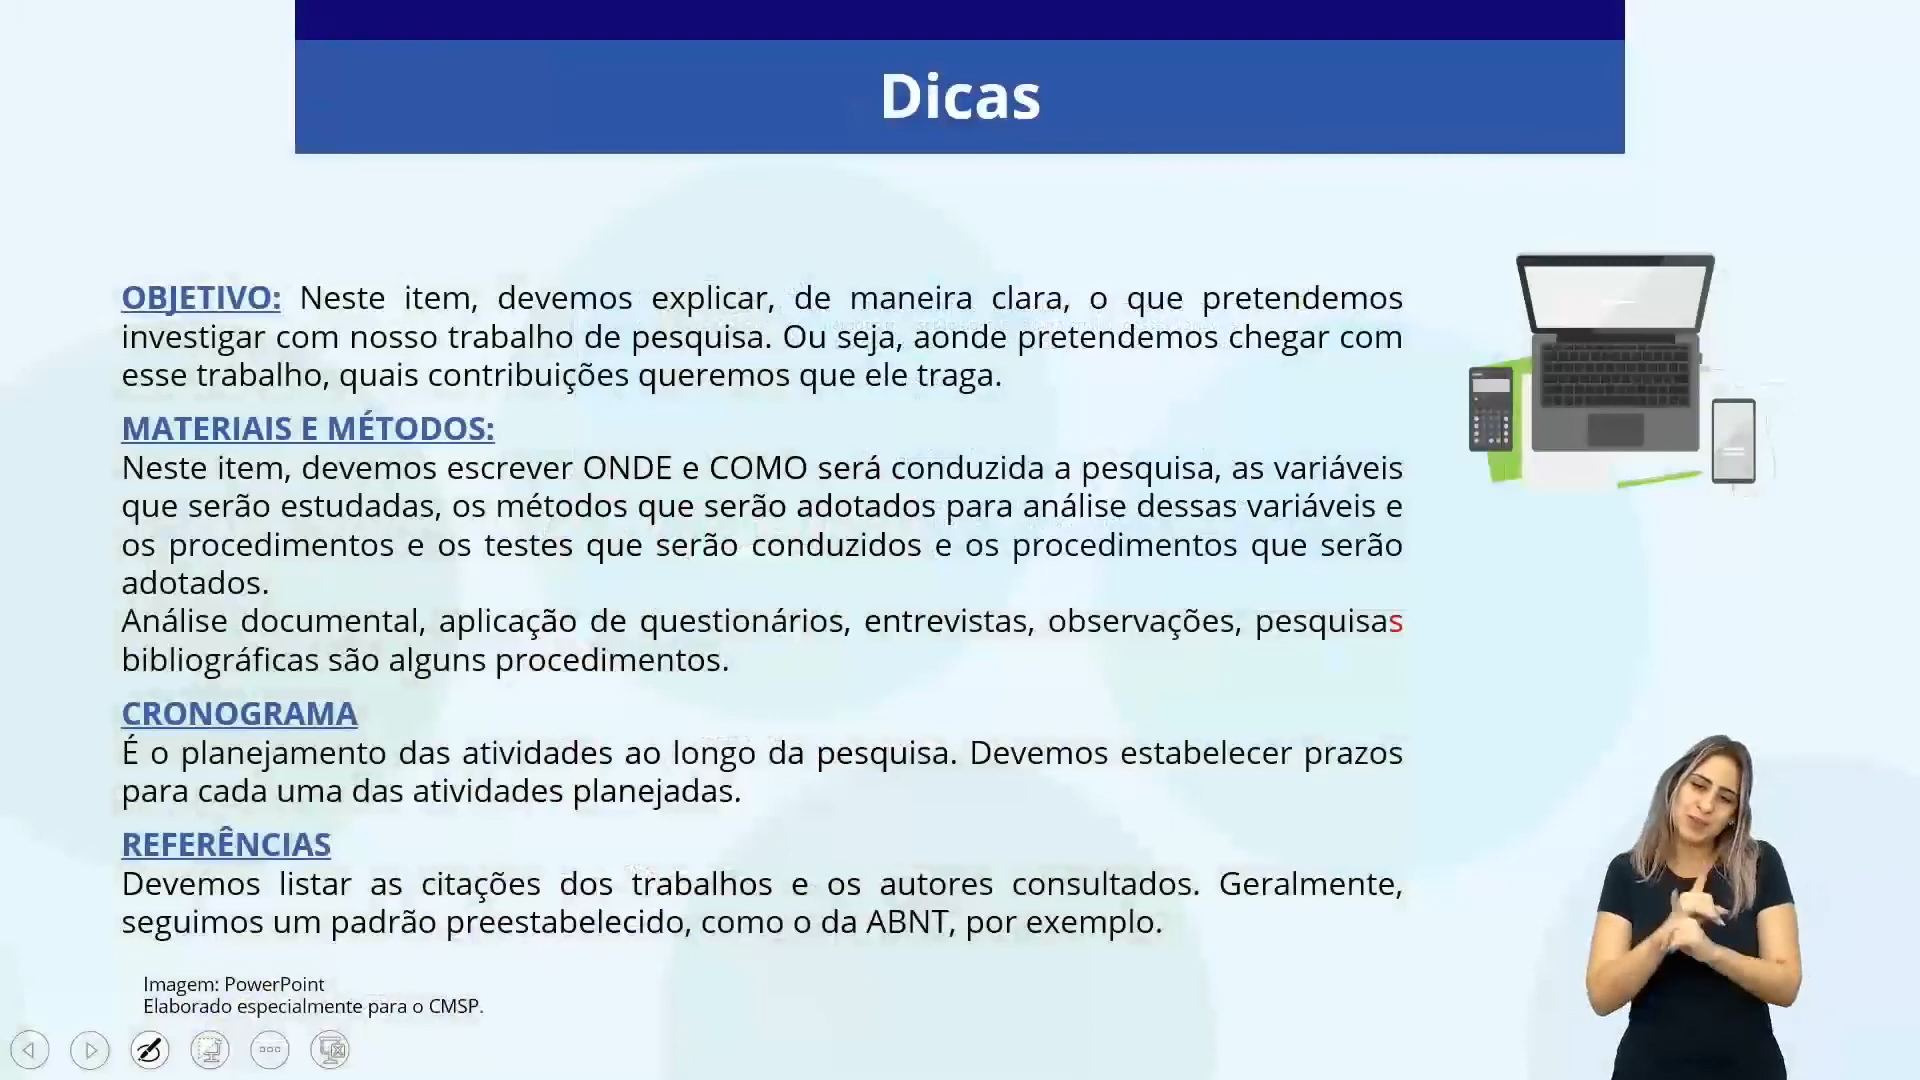 Dicas
OBJETIVO: Neste item, devemos explicar, de maneira clara, o que pretendemos
investigar com nosso trabalho de pesquisa. Ou seja, aonde pretendemos chegar com
esse trabalho, quais contribuições queremos que ele traga.
MATERIAIS E MÉTODOS:
Neste item, devemos escrever ONDE e COMO será conduzida a pesquisa, as variáveis
que serão estudadas, os métodos que serão adotados para análise dessas variáveis e
os procedimentos e os testes que serão conduzidos e os procedimentos que serão
adotados.
Análise documental, aplicação de questionários, entrevistas, observações, pesquisas
bibliográficas são alguns procedimentos.
CRONOGRAMA
É o planejamento das atividades ao longo da pesquisa. Devemos estabelecer prazos
para cada uma das atividades planejadas.
REFERÊNCIAS
Devemos listar as citações dos trabalhos e os autores consultados. Geralmente,
seguimos um padrão preestabelecido, como o da ABNT, por exemplo.
Imagem: PowerPoint
Elaborado especialmente para o CMSP.